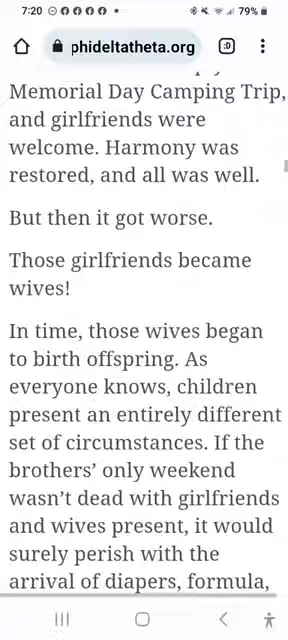 7:20
79%
phideltatheta.org
:D
Memorial Day Camping Trip,
and girlfriends were
welcome. Harmony was
restored, and all was well.
But then it got worse.
Those girlfriends became
wives!
In time, those wives began
to birth offspring. As
everyone knows, children
present an entirely different
set of circumstances. If the
brothers’ only weekend
wasn’t dead with girlfriends
and wives present, it would
surely perish with the
arrival of diapers, formula,